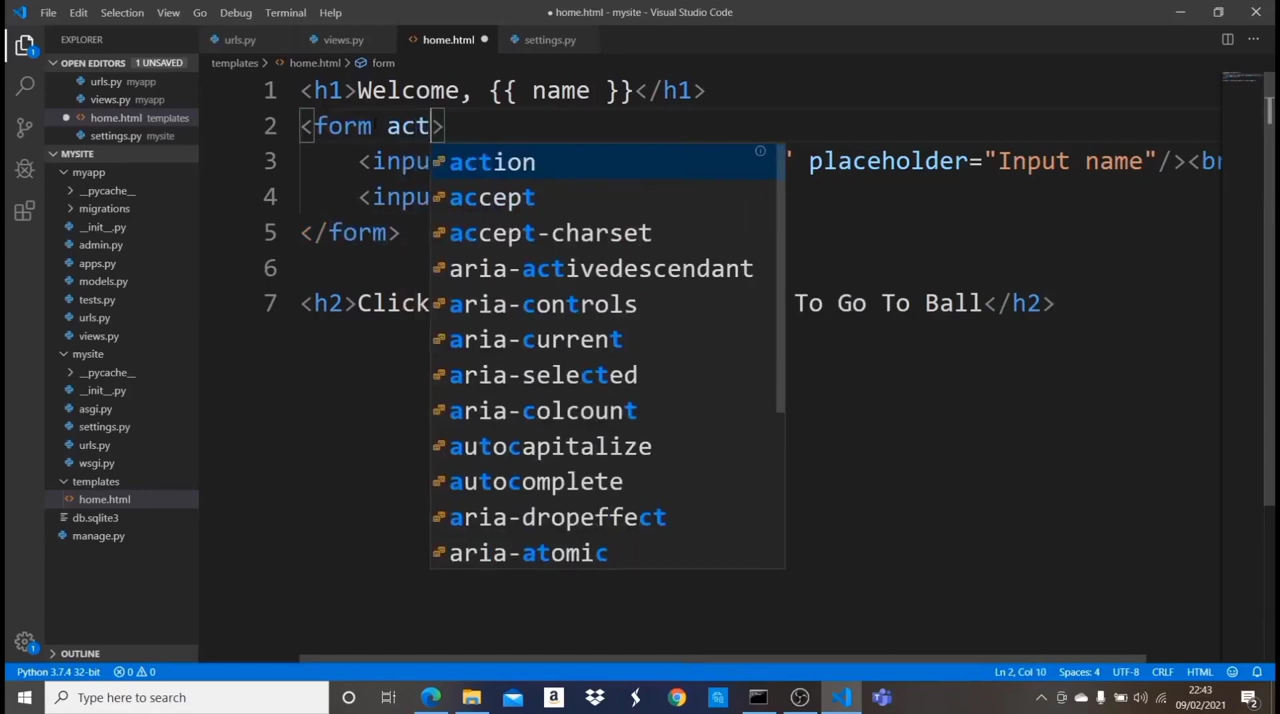 File Edit Selection View Go Debug Terminal Help
● home.html - mysite - Visual Studio Code
EXPLORER
urls.py
views.py
home.html
settings.py
OPEN EDITORS 1 UNSAVED
urls.py myapp
views.py myapp
home.html templates
settings.py mysite
MYSITE
myapp
__pycache__
migrations
__init__.py
admin.py
apps.py
models.py
tests.py
urls.py
views.py
mysite
__pycache__
__init__.py
asgi.py
settings.py
urls.py
wsgi.py
templates
home.html
db.sqlite3
manage.py
OUTLINE
templates > home.html > form
1 <h1>Welcome, {{ name }}</h1>
2 <form act>
3 <inpu " placeholder="Input name"/><br
4 <inpu
5 </form>
6
7 <h2>Click To Go To Ball</h2>
action
accept
accept-charset
aria-activedescendant
aria-controls
aria-current
aria-selected
aria-colcount
autocapitalize
autocomplete
aria-dropeffect
aria-atomic
Python 3.7.4 32-bit 0 0
Ln 2, Col 10 Spaces: 4 UTF-8 CRLF HTML
Type here to search
22:43
09/02/2021
2